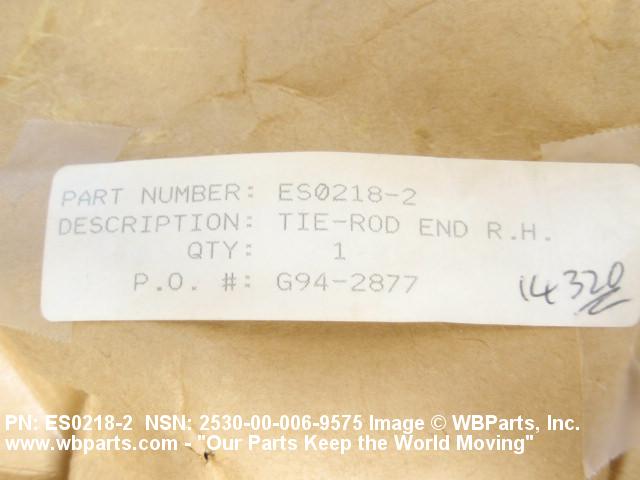 PART NUMBER: ES0218-2
DESCRIPTION: TIE-ROD END R.H.
QTY: 1
P.O. #: G94-2877
14320
PN: ES0218-2 NSN: 2530-00-006-9575 Image © WBParts, Inc.
www.wbparts.com - "Our Parts Keep the World Moving"